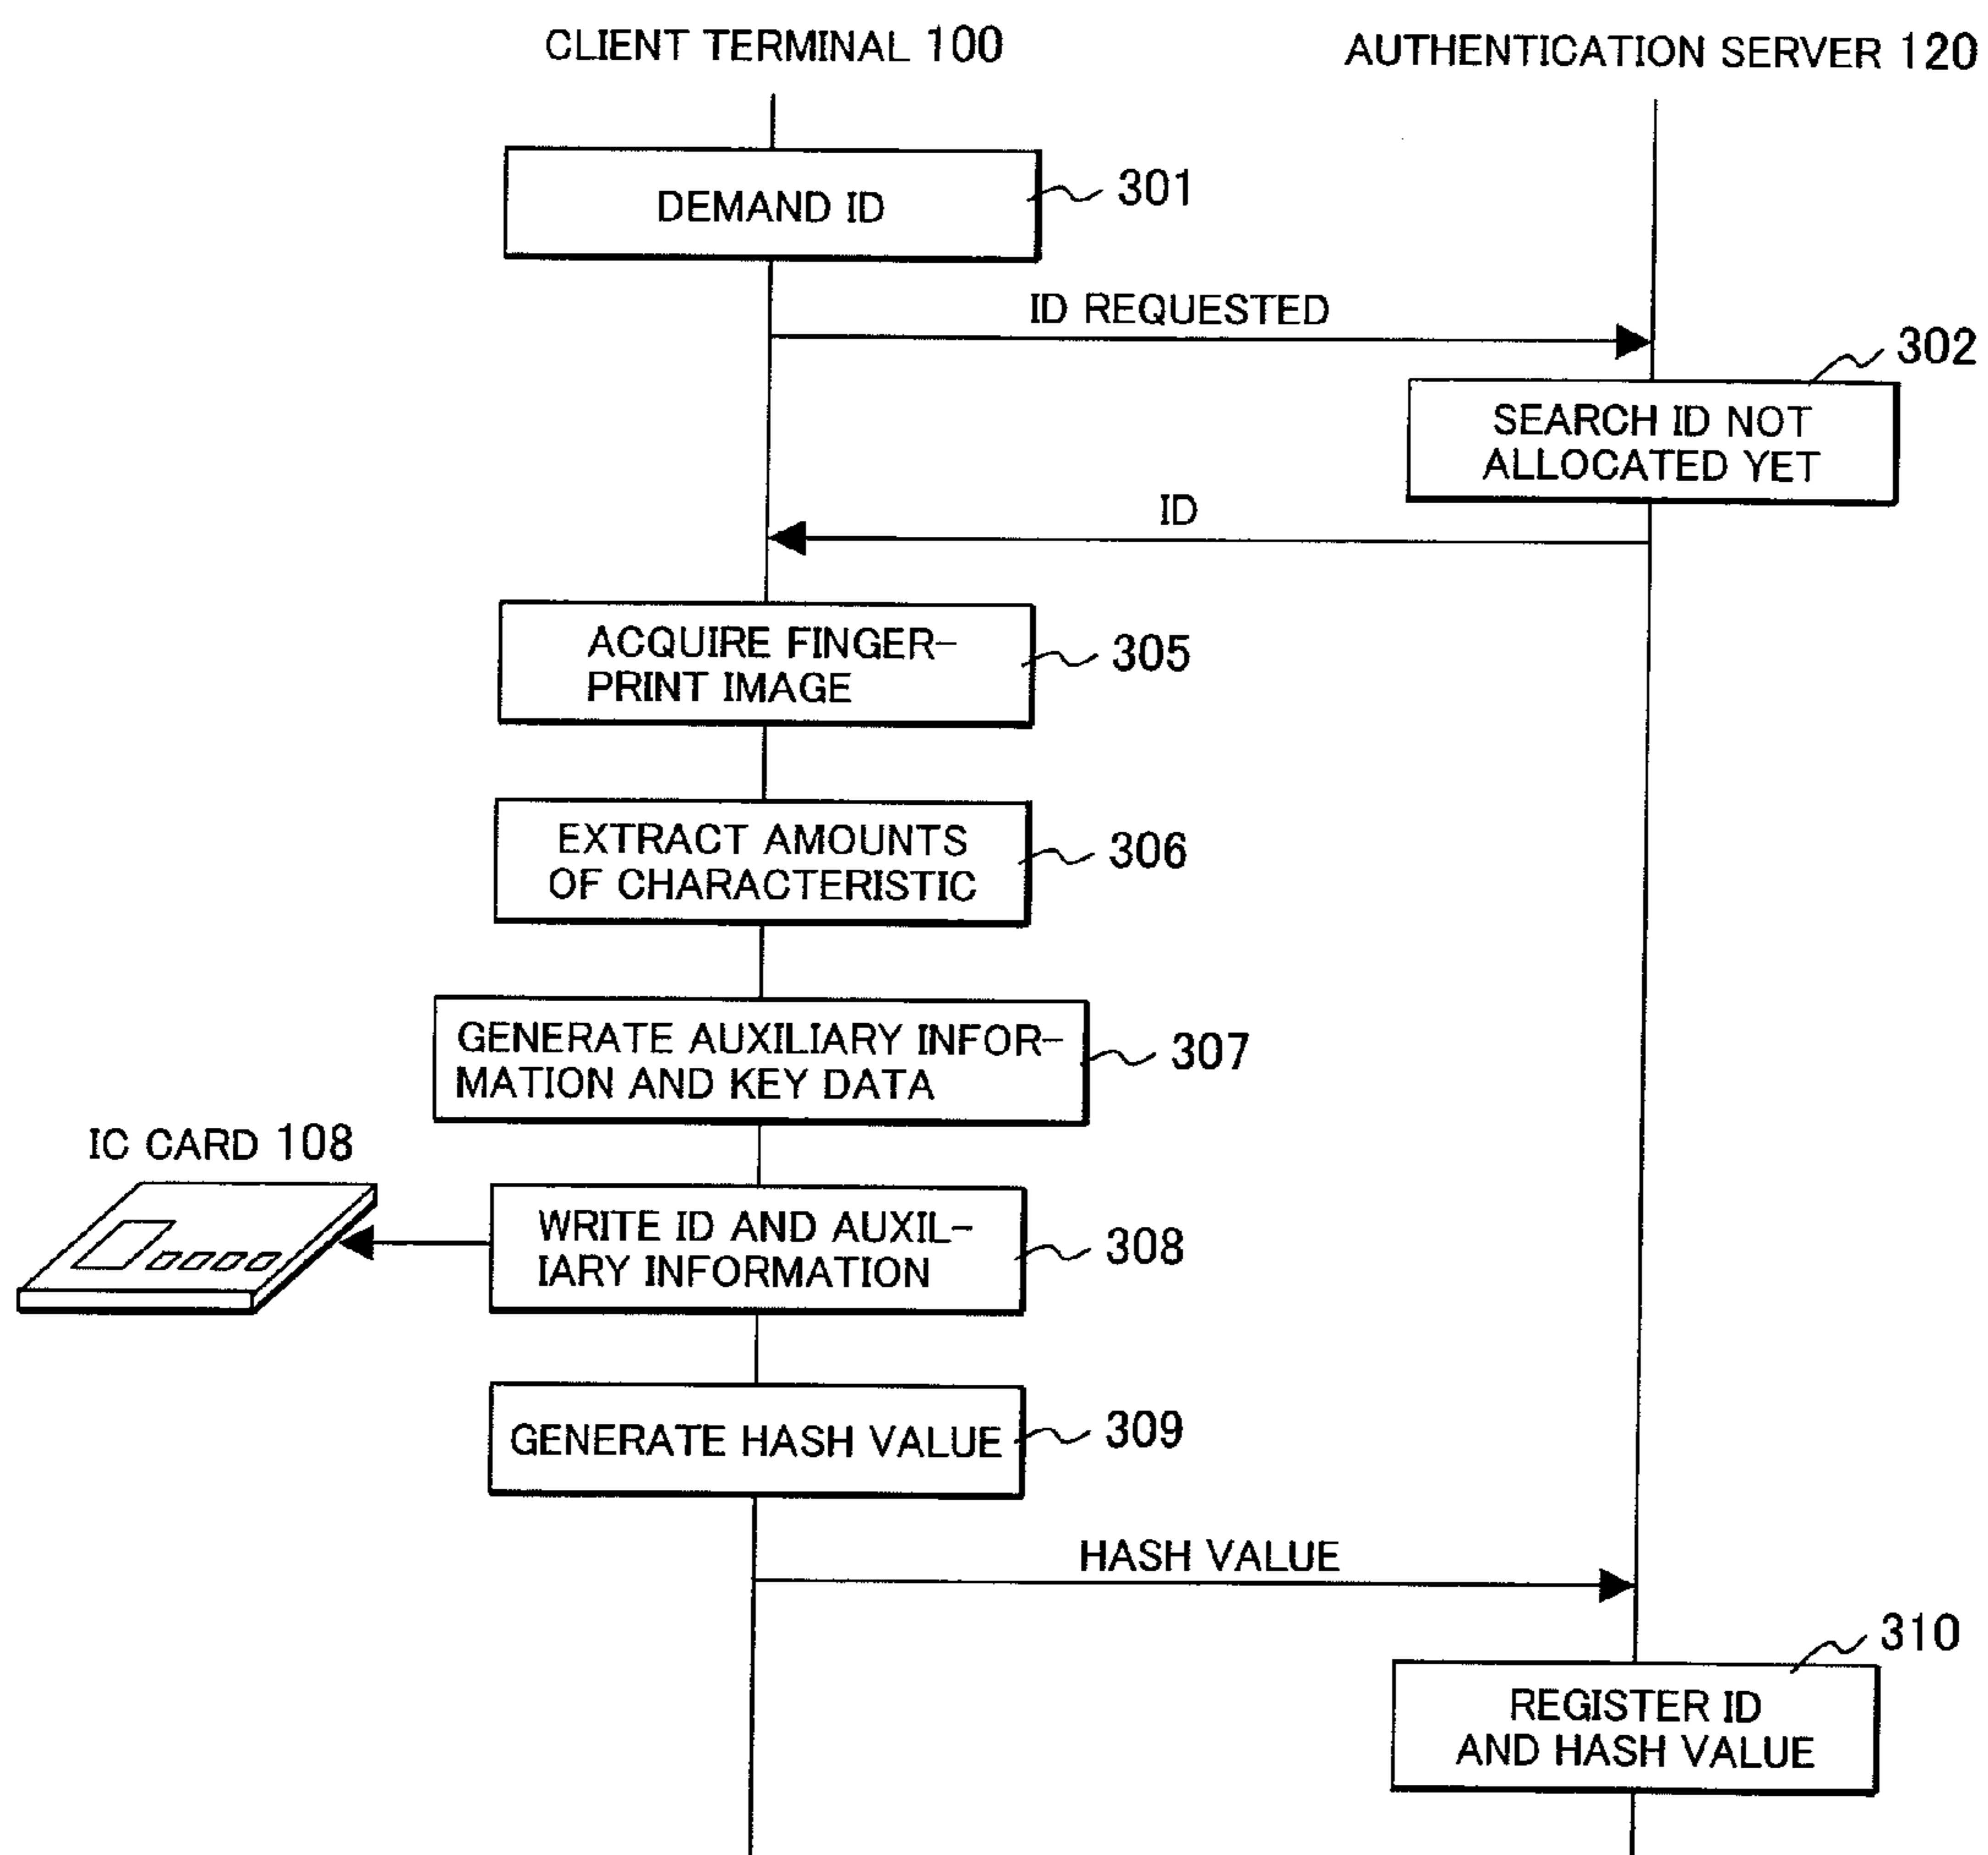 CLIENT TERMINAL 100
AUTHENTICATION SERVER 120
DEMAND ID
301
ID REQUESTED
302
SEARCH ID NOT
ALLOCATED YET
ID
ACQUIRE FINGER-
PRINT IMAGE
305
EXTRACT AMOUNTS
OF CHARACTERISTIC
306
GENERATE AUXILIARY INFOR-
MATION AND KEY DATA
307
IC CARD 108
WRITE ID AND AUXIL-
IARY INFORMATION
308
GENERATE HASH VALUE
309
HASH VALUE
310
REGISTER ID
AND HASH VALUE